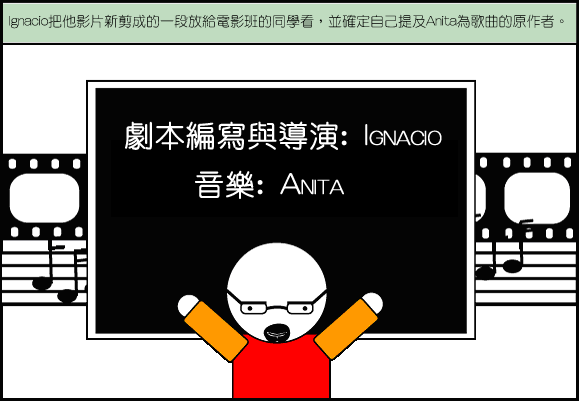 Ignacio把他影片新剪成的一段放給電影班的同學看，並確定自己提及Anita為歌曲的原作者。
劇本編寫與導演: IGNACIO
音樂: ANITA